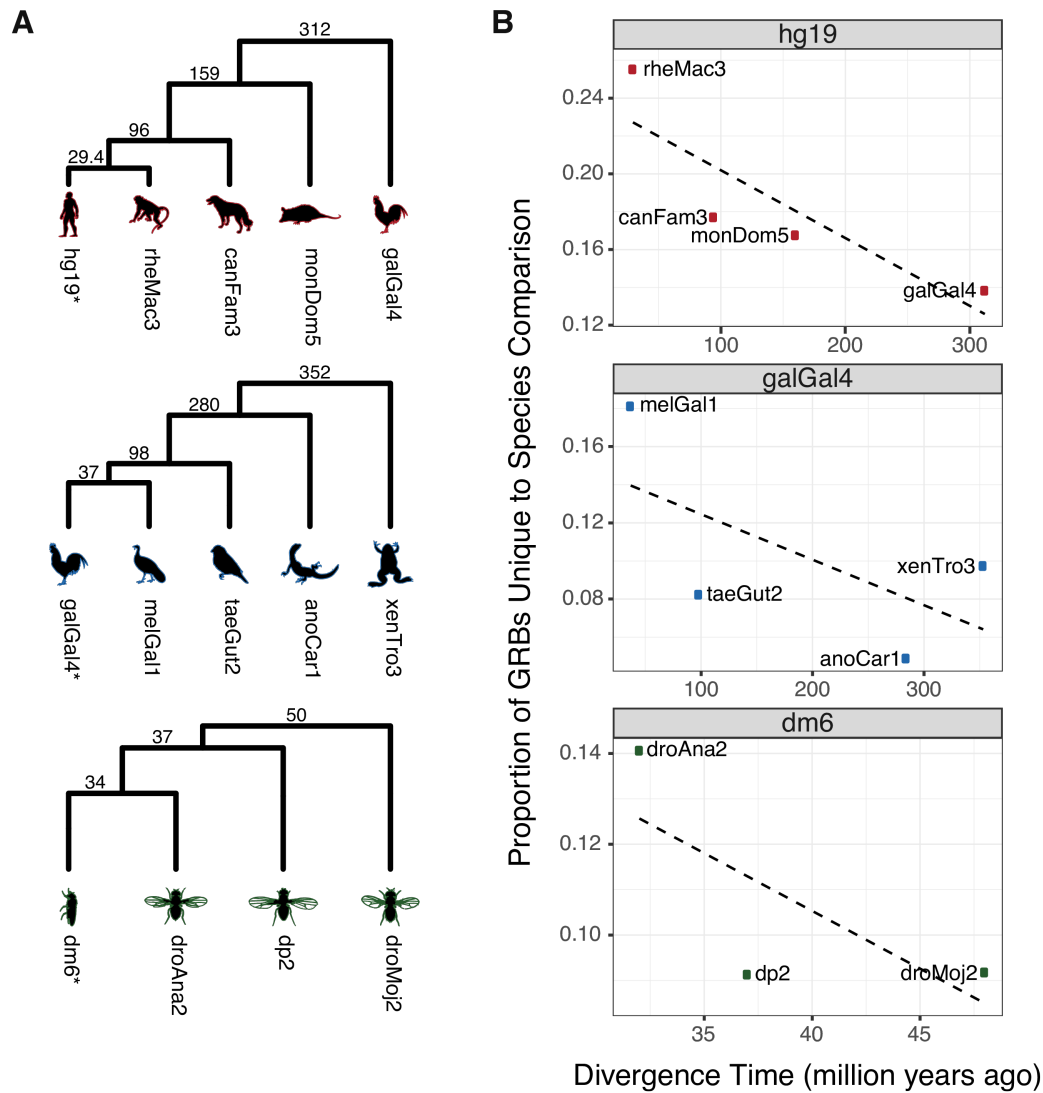 A
312
159
96
29.4
hg19*
rheMac3
canFam3
monDom5
galGal4
352
280
98
37
galGal4*
melGal1
taeGut2
anoCar1
xenTro3
50
37
34
dm6*
droAna2
dp2
droMoj2
B
Proportion of GRBs Unique to Species Comparison
hg19
0.24
0.20
0.16
0.12
rheMac3
canFam3
monDom5
galGal4
100 200 300
galGal4
0.16
0.12
0.08
melGal1
xenTro3
taeGut2
anoCar1
100 200 300
dm6
0.14
0.12
0.10
droAna2
dp2
droMoj2
35 40 45
Divergence Time (million years ago)